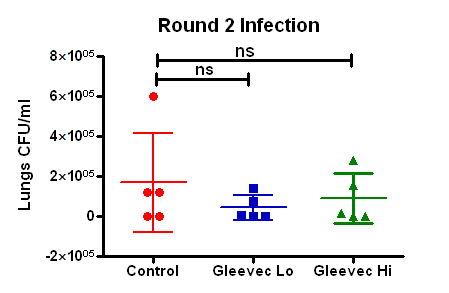 Round 2 Infection
ns
ns
Lungs CFU/ml
8×10⁰⁵
6×10⁰⁵
4×10⁰⁵
2×10⁰⁵
0
-2×10⁰⁵
Control Gleevec Lo Gleevec Hi